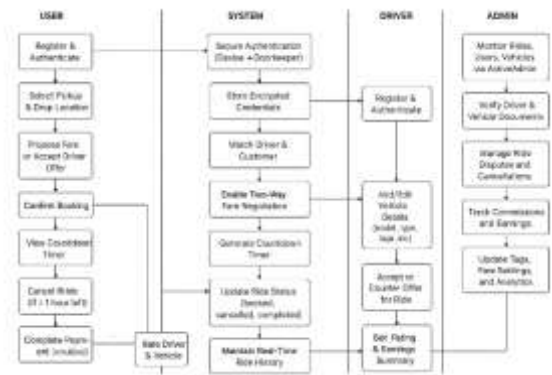 USER
Register &
Authenticate
Select Pickup
& Drop Location
Propose Fare
or Accept Driver
Offer
Confirm Booking
View Countdown
Timer
Cancel Ride
Complete
Rate Driver
& Vehicle
SYSTEM
Secure Authentication
Store Encrypted
Credentials
Match Driver &
Customer
Enable Two-Way
Fare Negotiation
Generate Countdown
Timer
Update Ride Status
(booked,
cancelled, completed)
Maintain Real-Time
Ride History
DRIVER
Register &
Authenticate
Add/Edit
Vehicle
Details
Accept or
Counter Offer
for Ride
Get Rating
& Earnings
Summary
ADMIN
Monitor Rides,
Users, Vehicles
via ActiveAdmin
Verify Driver &
Vehicle Documents
Manage Ride
Disputes and
Cancellations
Track Commissions
and Earnings
Update Tags,
and Analytics